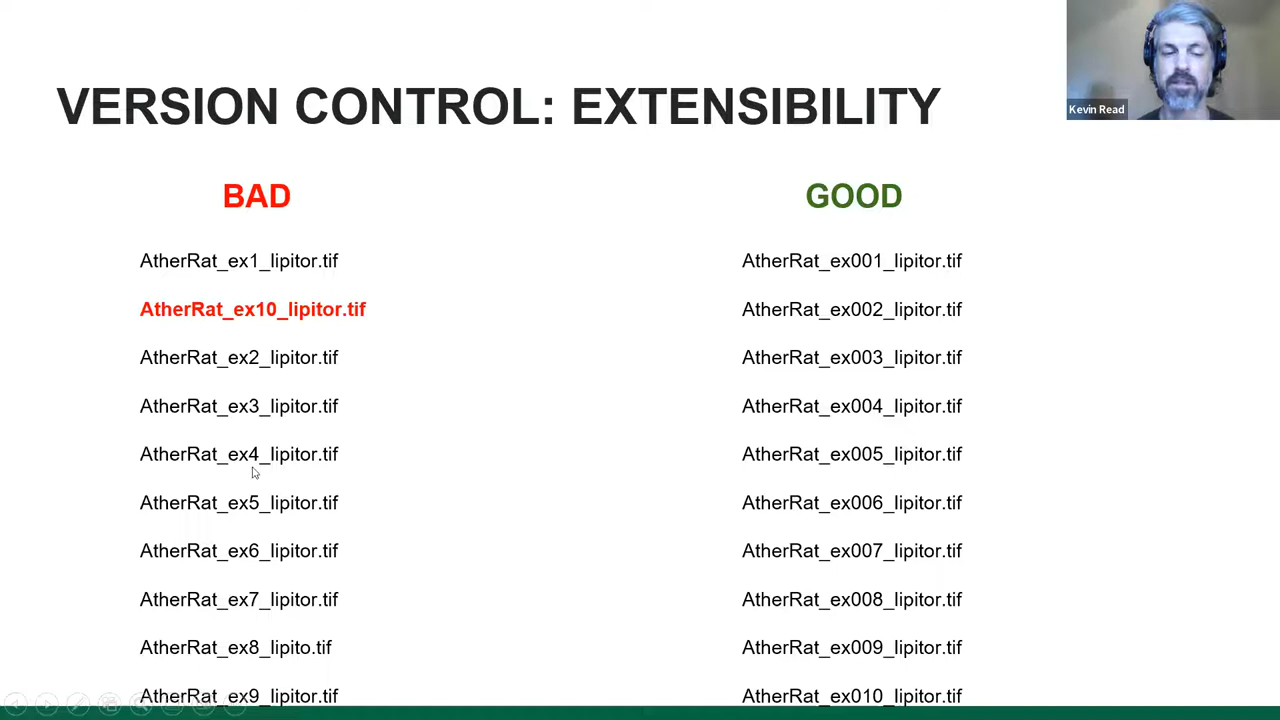 VERSION CONTROL: EXTENSIBILITY
Kevin Read
BAD
AtherRat_ex1_lipitor.tif
AtherRat_ex10_lipitor.tif
AtherRat_ex2_lipitor.tif
AtherRat_ex3_lipitor.tif
AtherRat_ex4_lipitor.tif
AtherRat_ex5_lipitor.tif
AtherRat_ex6_lipitor.tif
AtherRat_ex7_lipitor.tif
AtherRat_ex8_lipito.tif
AtherRat_ex9_lipitor.tif
GOOD
AtherRat_ex001_lipitor.tif
AtherRat_ex002_lipitor.tif
AtherRat_ex003_lipitor.tif
AtherRat_ex004_lipitor.tif
AtherRat_ex005_lipitor.tif
AtherRat_ex006_lipitor.tif
AtherRat_ex007_lipitor.tif
AtherRat_ex008_lipitor.tif
AtherRat_ex009_lipitor.tif
AtherRat_ex010_lipitor.tif